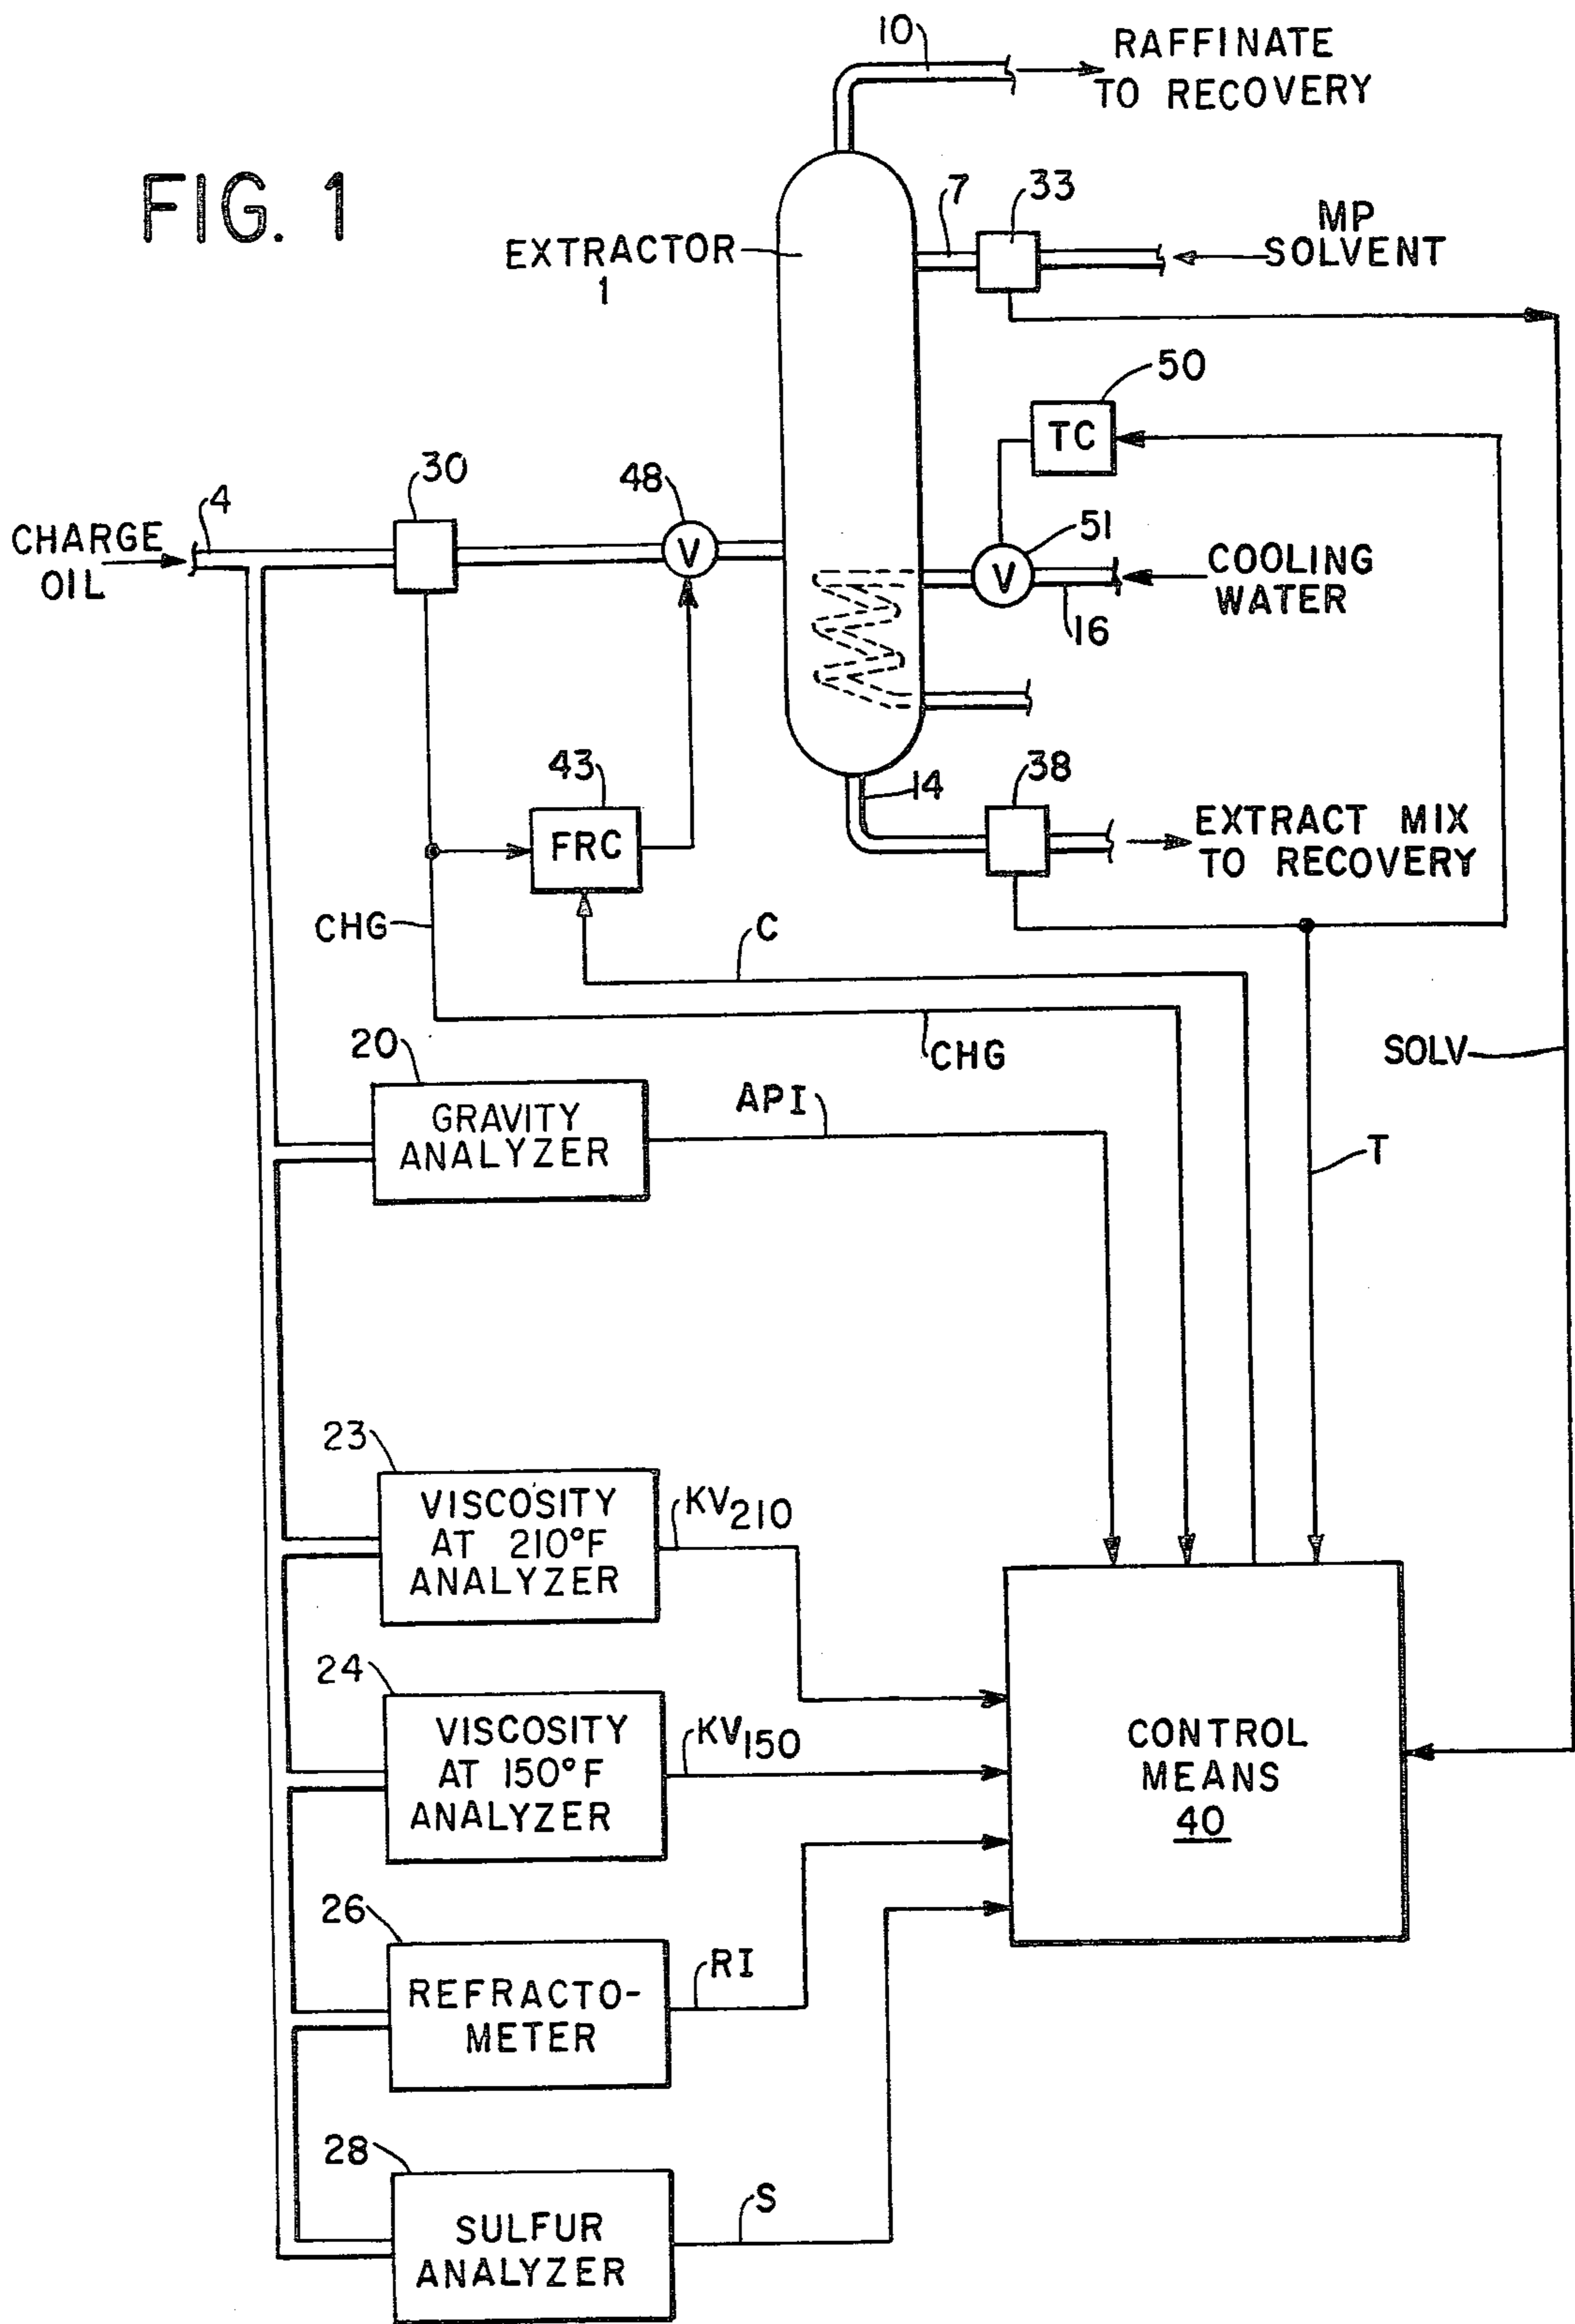 10
RAFFINATE
TO RECOVERY
FIG. 1
7
33
MP
SOLVENT
EXTRACTOR
1
50
TC
30
48
4
CHARGE
OIL
V
51
V
COOLING
WATER
16
43
FRC
14
38
EXTRACT MIX
TO RECOVERY
CHG
C
CHG
SOLV
20
GRAVITY
ANALYZER
API
T
23
VISCOSITY
AT 210°F
ANALYZER
KV210
24
VISCOSITY
AT 150°F
ANALYZER
KV150
CONTROL
MEANS
40
26
REFRACTO-
METER
RI
28
SULFUR
ANALYZER
S